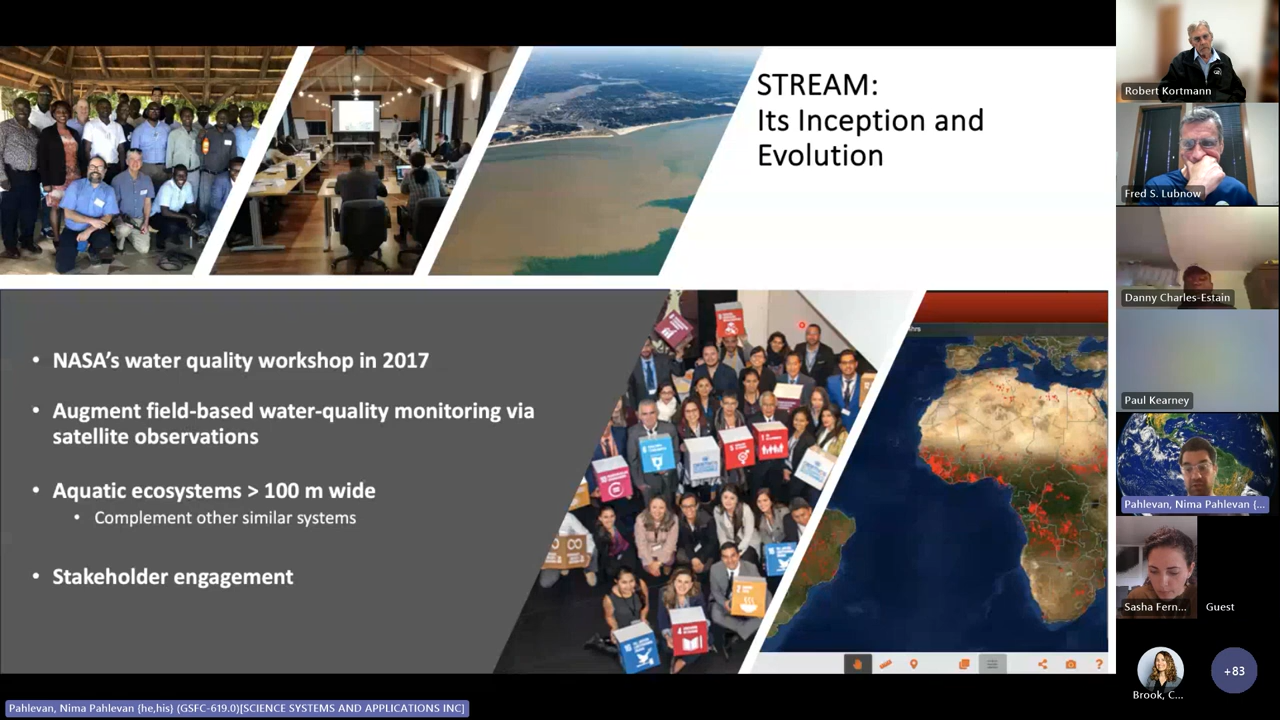 STREAM:
Its Inception and
Evolution
• NASA's water quality workshop in 2017
• Augment field-based water-quality monitoring via
satellite observations
• Aquatic ecosystems > 100 m wide
• Complement other similar systems
• Stakeholder engagement
hrs
?
Robert Kortmann
Fred S. Lubnow
Danny Charles-Estain
Paul Kearney
Pahlevan, Nima Pahlevan (...
Sasha Fern...
Guest
Brook, C...
+83
Pahlevan, Nima Pahlevan (he,his) (GSFC-619.0)[SCIENCE SYSTEMS AND APPLICATIONS INC]